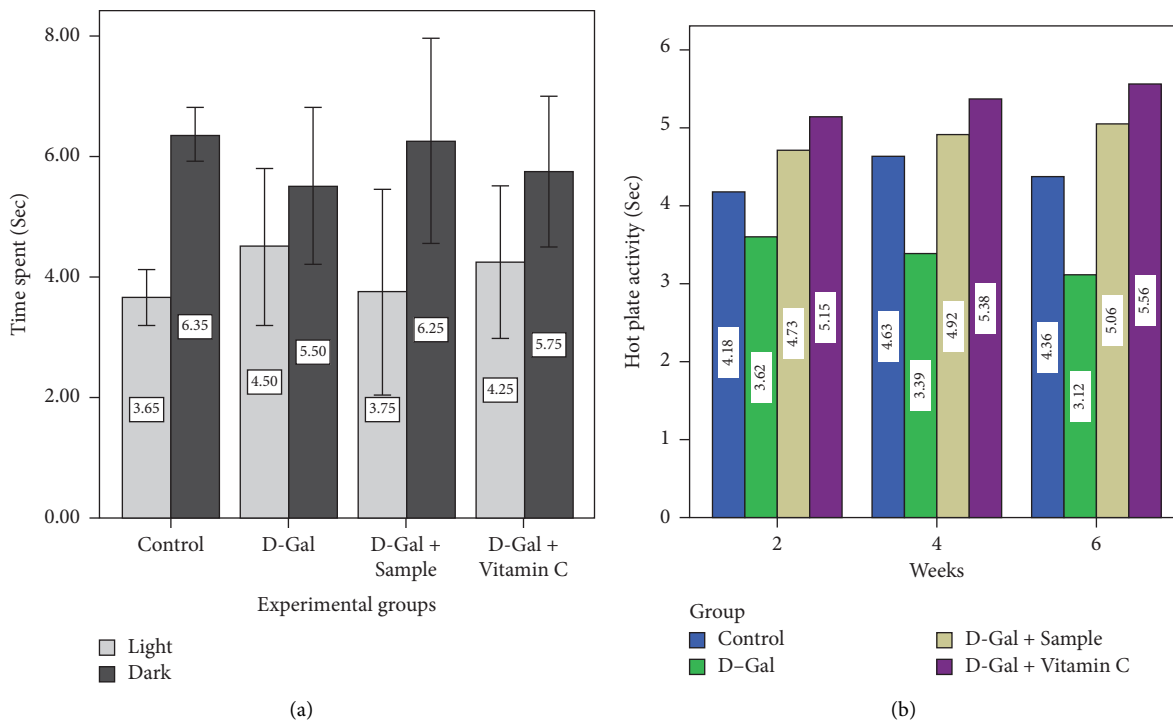 8.00
6.00
4.00
2.00
0.00
Time spent (Sec)
3.65
6.35
4.50
5.50
3.75
6.25
4.25
5.75
Control
D-Gal
D-Gal +
Sample
D-Gal +
Vitamin C
Experimental groups
Light
Dark
(a)
6
5
4
3
2
1
0
Hot plate activity (Sec)
4.18
3.62
4.73
5.15
4.63
3.39
4.92
5.38
4.36
3.12
5.06
5.56
2
4
6
Weeks
Group
Control
D–Gal
D-Gal + Sample
D-Gal + Vitamin C
(b)